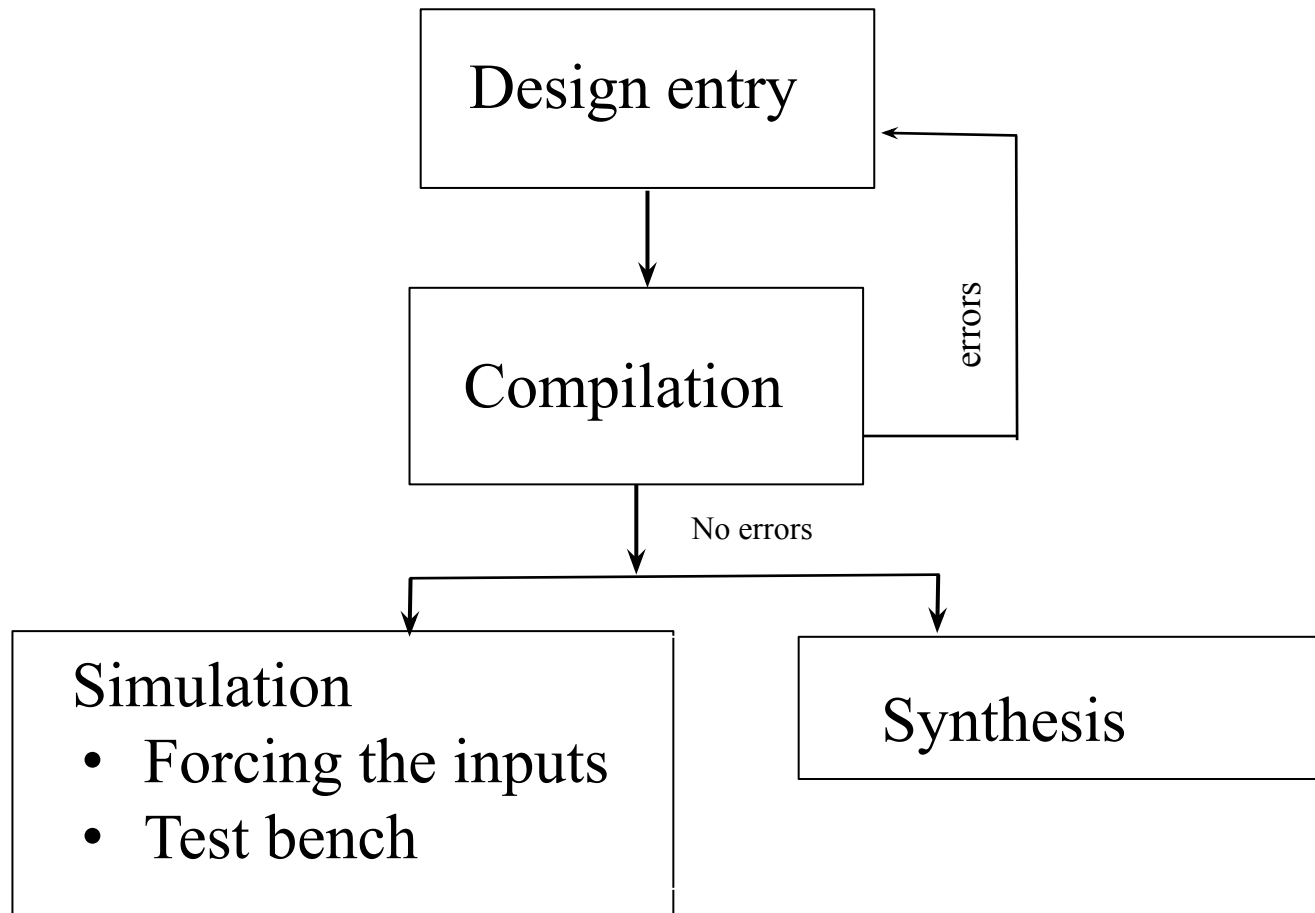 Design entry
errors
Compilation
No errors
Simulation
• Forcing the inputs
• Test bench
Synthesis